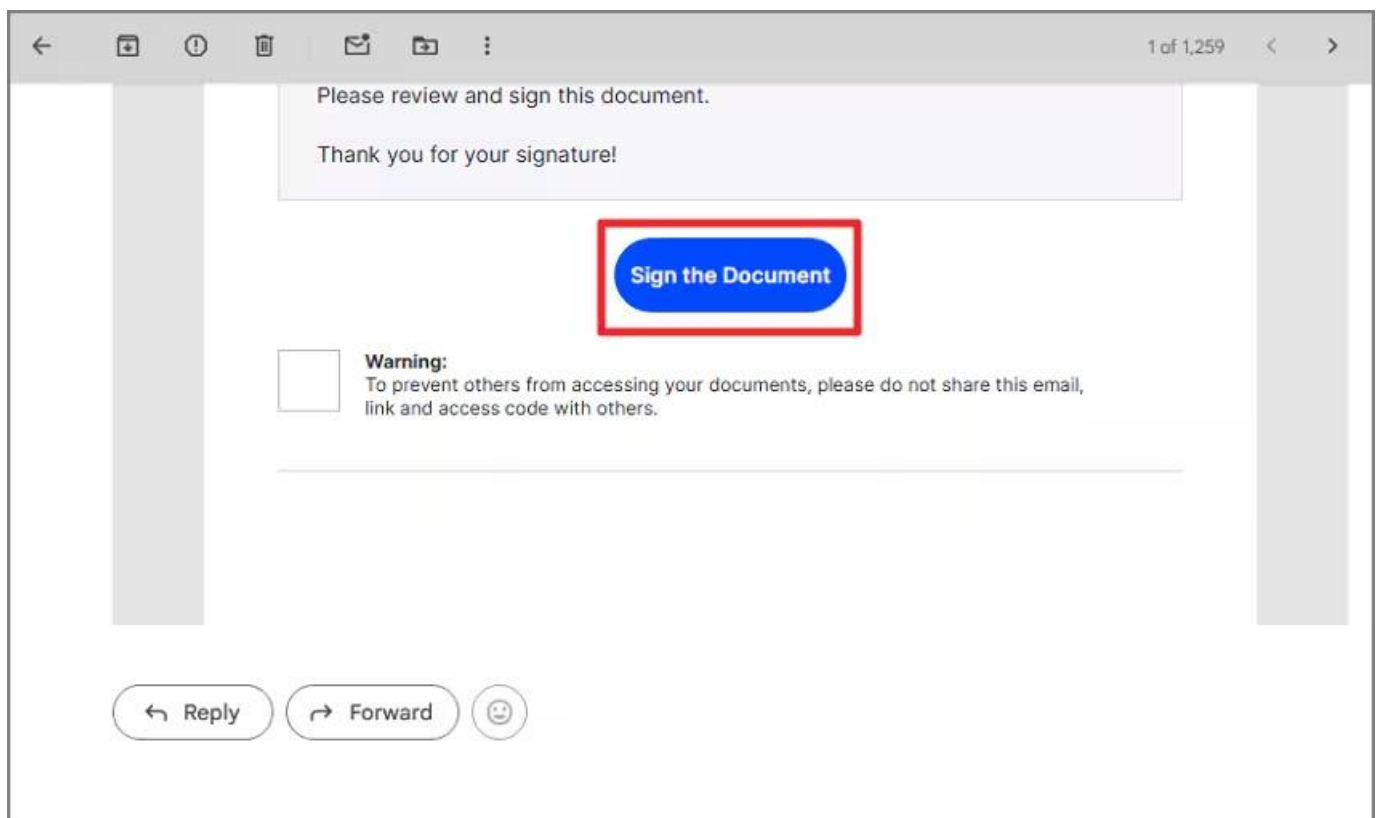 1 of 1,259
Please review and sign this document.
Thank you for your signature!
Sign the Document
Warning:
To prevent others from accessing your documents, please do not share this email,
link and access code with others.
Reply
Forward